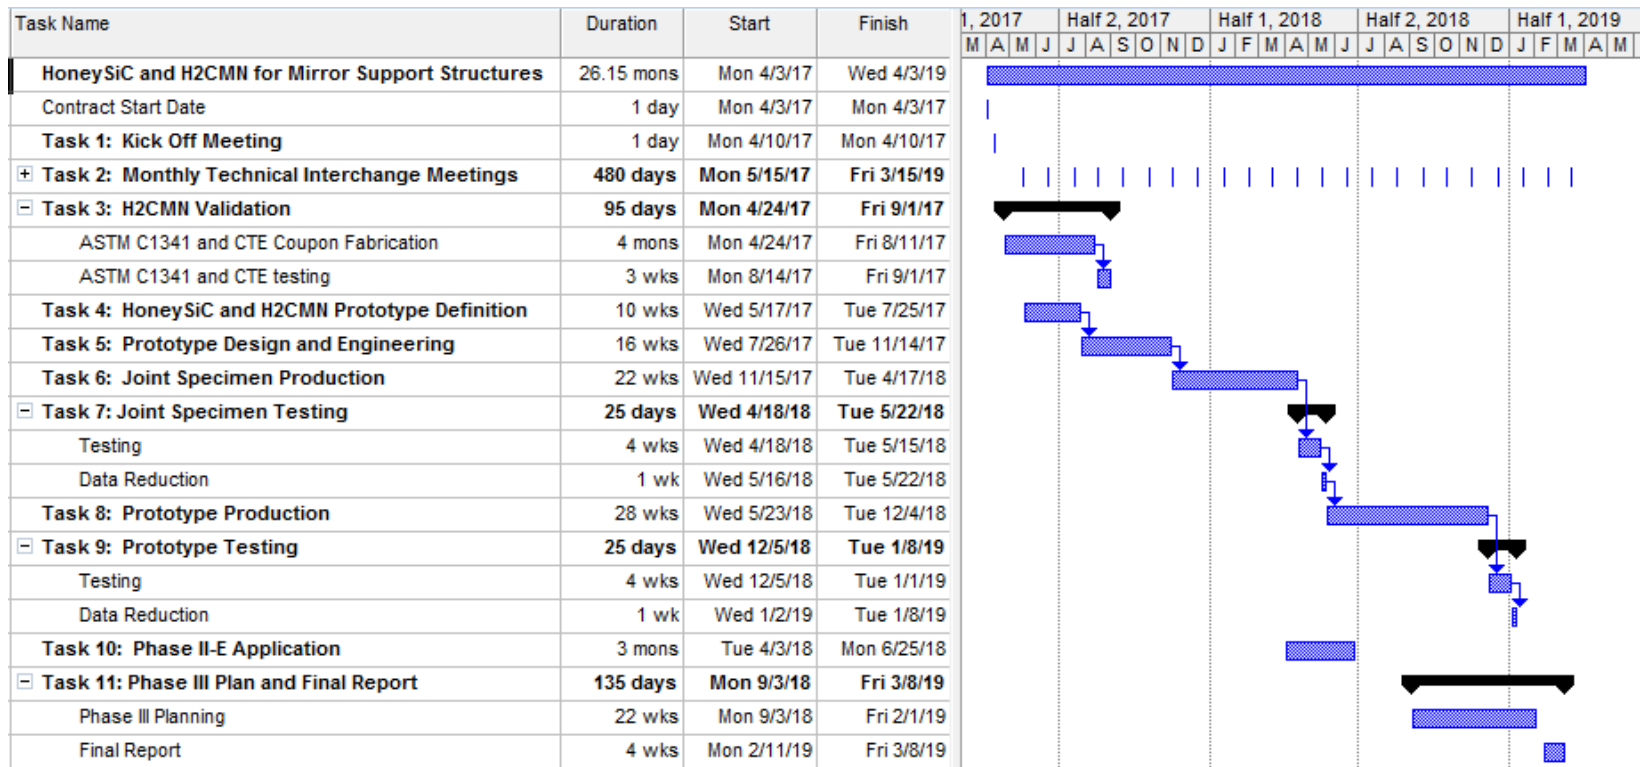 Task Name Duration Start Finish 1, 2017 Half 2, 2017 Half 1, 2018 Half 2, 2018 Half 1, 2019
M A M J J A S O N D J F M A M J J A S O N D J F M A M
HoneySiC and H2CMN for Mirror Support Structures 26.15 mons Mon 4/3/17 Wed 4/3/19
Contract Start Date 1 day Mon 4/3/17 Mon 4/3/17
Task 1: Kick Off Meeting 1 day Mon 4/10/17 Mon 4/10/17
Task 2: Monthly Technical Interchange Meetings 480 days Mon 5/15/17 Fri 3/15/19
Task 3: H2CMN Validation 95 days Mon 4/24/17 Fri 9/1/17
ASTM C1341 and CTE Coupon Fabrication 4 mons Mon 4/24/17 Fri 8/11/17
ASTM C1341 and CTE testing 3 wks Mon 8/14/17 Fri 9/1/17
Task 4: HoneySiC and H2CMN Prototype Definition 10 wks Wed 5/17/17 Tue 7/25/17
Task 5: Prototype Design and Engineering 16 wks Wed 7/26/17 Tue 11/14/17
Task 6: Joint Specimen Production 22 wks Wed 11/15/17 Tue 4/17/18
Task 7: Joint Specimen Testing 25 days Wed 4/18/18 Tue 5/22/18
Testing 4 wks Wed 4/18/18 Tue 5/15/18
Data Reduction 1 wk Wed 5/16/18 Tue 5/22/18
Task 8: Prototype Production 28 wks Wed 5/23/18 Tue 12/4/18
Task 9: Prototype Testing 25 days Wed 12/5/18 Tue 1/8/19
Testing 4 wks Wed 12/5/18 Tue 1/1/19
Data Reduction 1 wk Wed 1/2/19 Tue 1/8/19
Task 10: Phase II-E Application 3 mons Tue 4/3/18 Mon 6/25/18
Task 11: Phase III Plan and Final Report 135 days Mon 9/3/18 Fri 3/8/19
Phase III Planning 22 wks Mon 9/3/18 Fri 2/1/19
Final Report 4 wks Mon 2/11/19 Fri 3/8/19